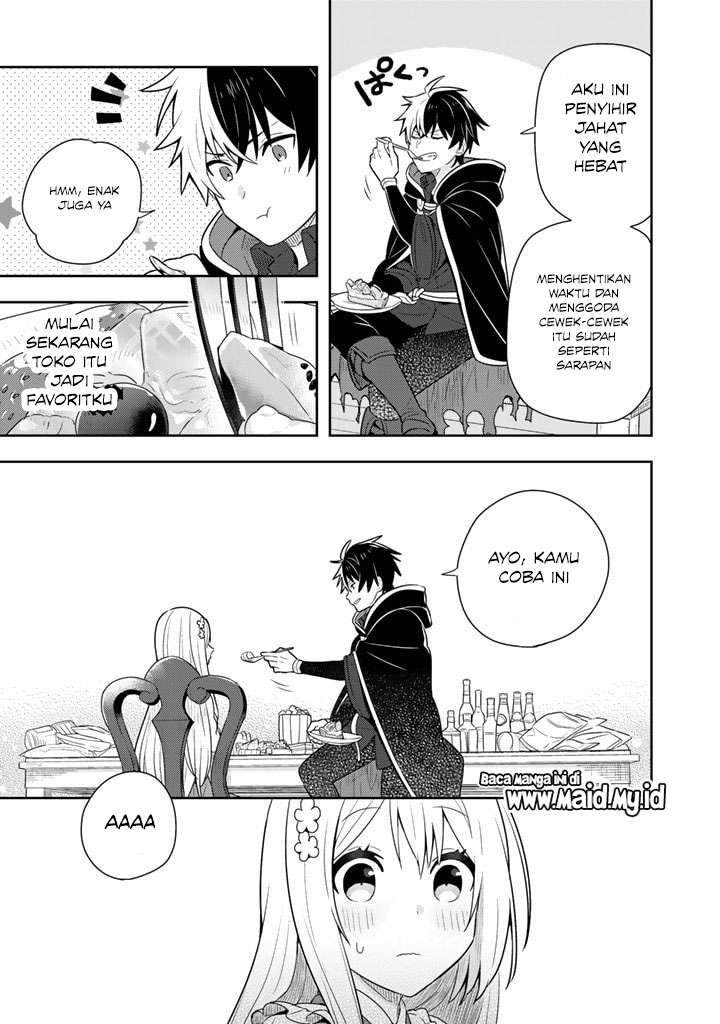 AKU INI
PENYIHIR
JAHAT
YANG
HEBAT
ぱくっ
MENGHENTIKAN
WAKTU DAN
MENGGODA
CEWEK-CEWEK
ITU SUDAH
SEPERTI
SARAPAN
HMM, ENAK
JUGA YA
MULAI
SEKARANG
TOKO ITU
JADI
FAVORITKU
AYO, KAMU
COBA INI
Baca manga ini di
www.Maid.my.id
AAAA